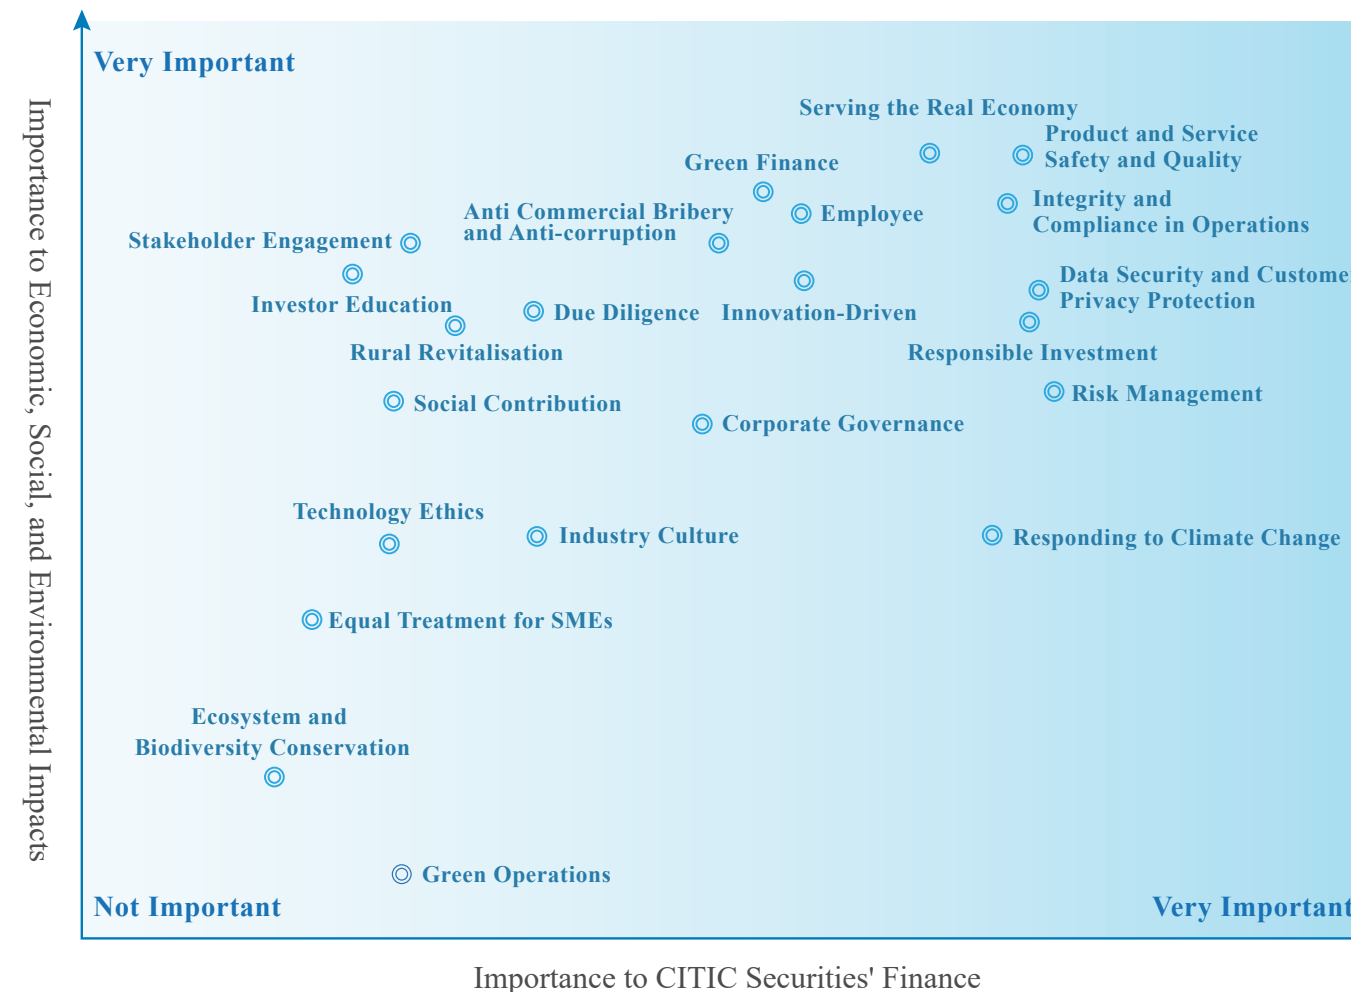 Very Important
Serving the Real Economy
Product and Service
Safety and Quality
Green Finance
Integrity and
Compliance in Operations
Employee
Anti Commercial Bribery
and Anti-corruption
Stakeholder Engagement
Data Security and Custome
Privacy Protection
Investor Education
Due Diligence
Innovation-Driven
Rural Revitalisation
Responsible Investment
Risk Management
Social Contribution
Corporate Governance
Technology Ethics
Industry Culture
Responding to Climate Change
Equal Treatment for SMEs
Ecosystem and
Biodiversity Conservation
Green Operations
Not Important
Very Important
Importance to Economic, Social, and Environmental Impacts
Importance to CITIC Securities' Finance